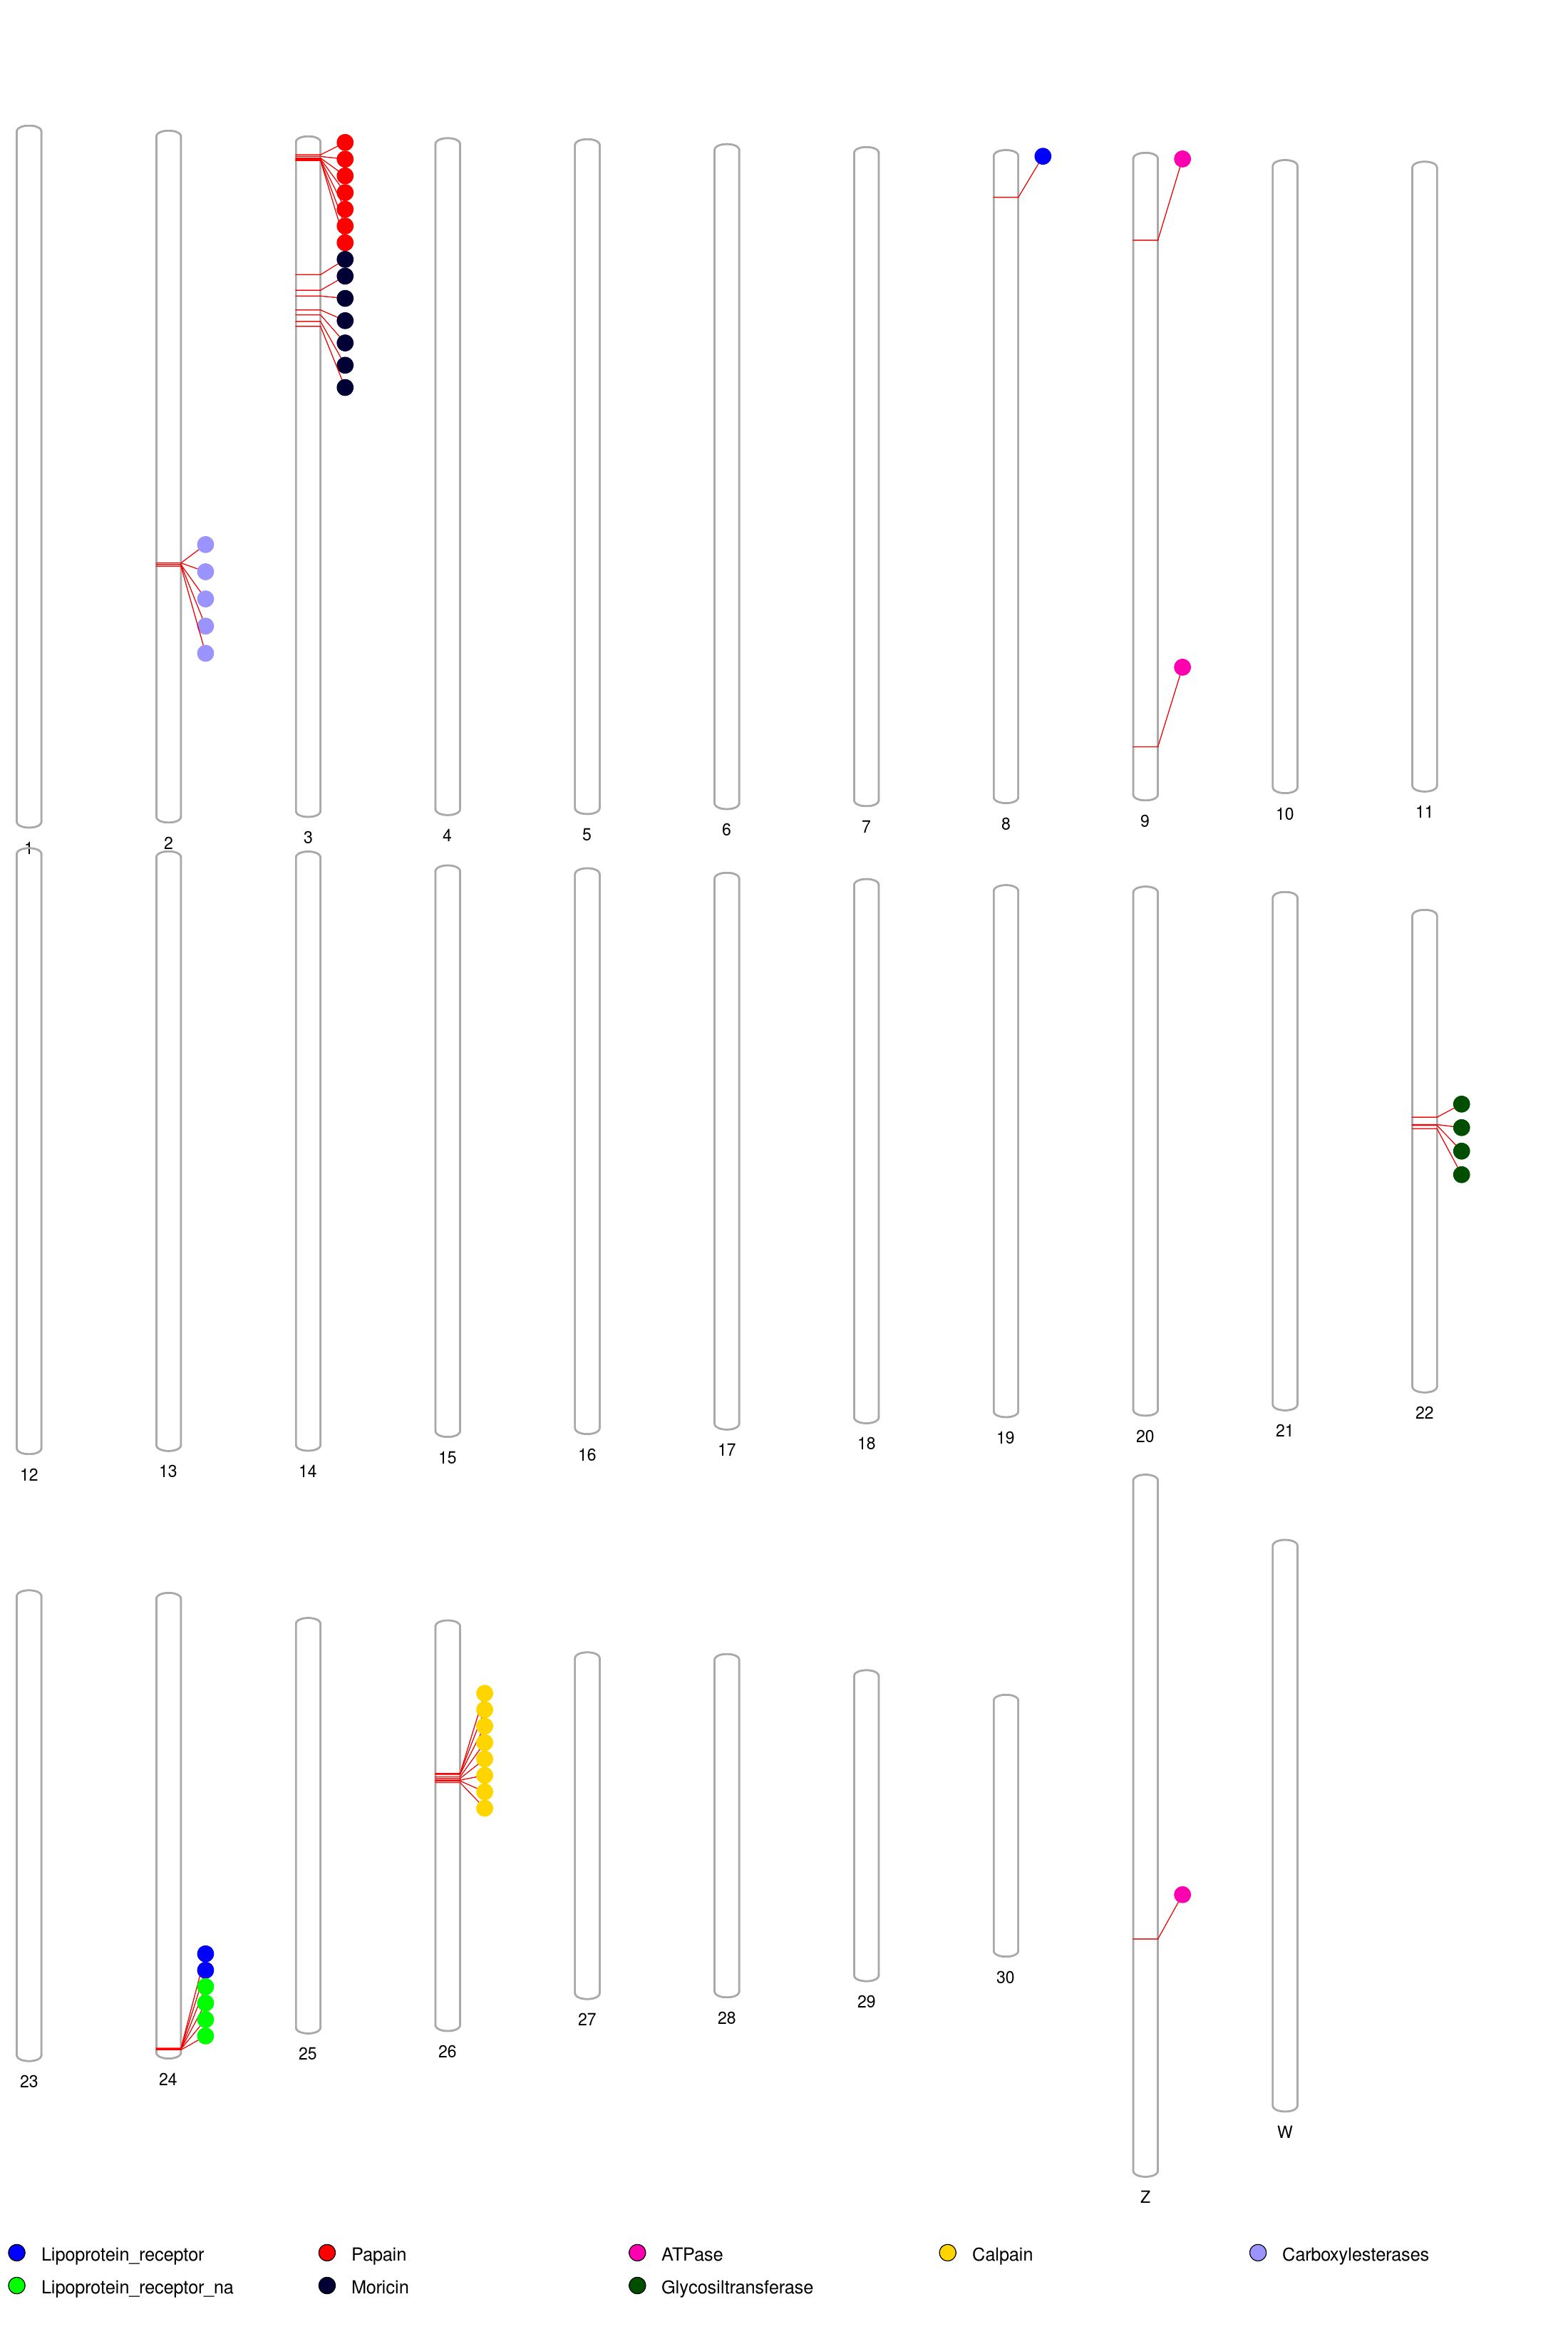 1 2 3 4 5 6 7 8 9 10 11
12 13 14 15 16 17 18 19 20 21 22
23 24 25 26 27 28 29 30 Z W
Lipoprotein_receptor Papain ATPase Calpain Carboxylesterases
Lipoprotein_receptor_na Moricin Glycosiltransferase